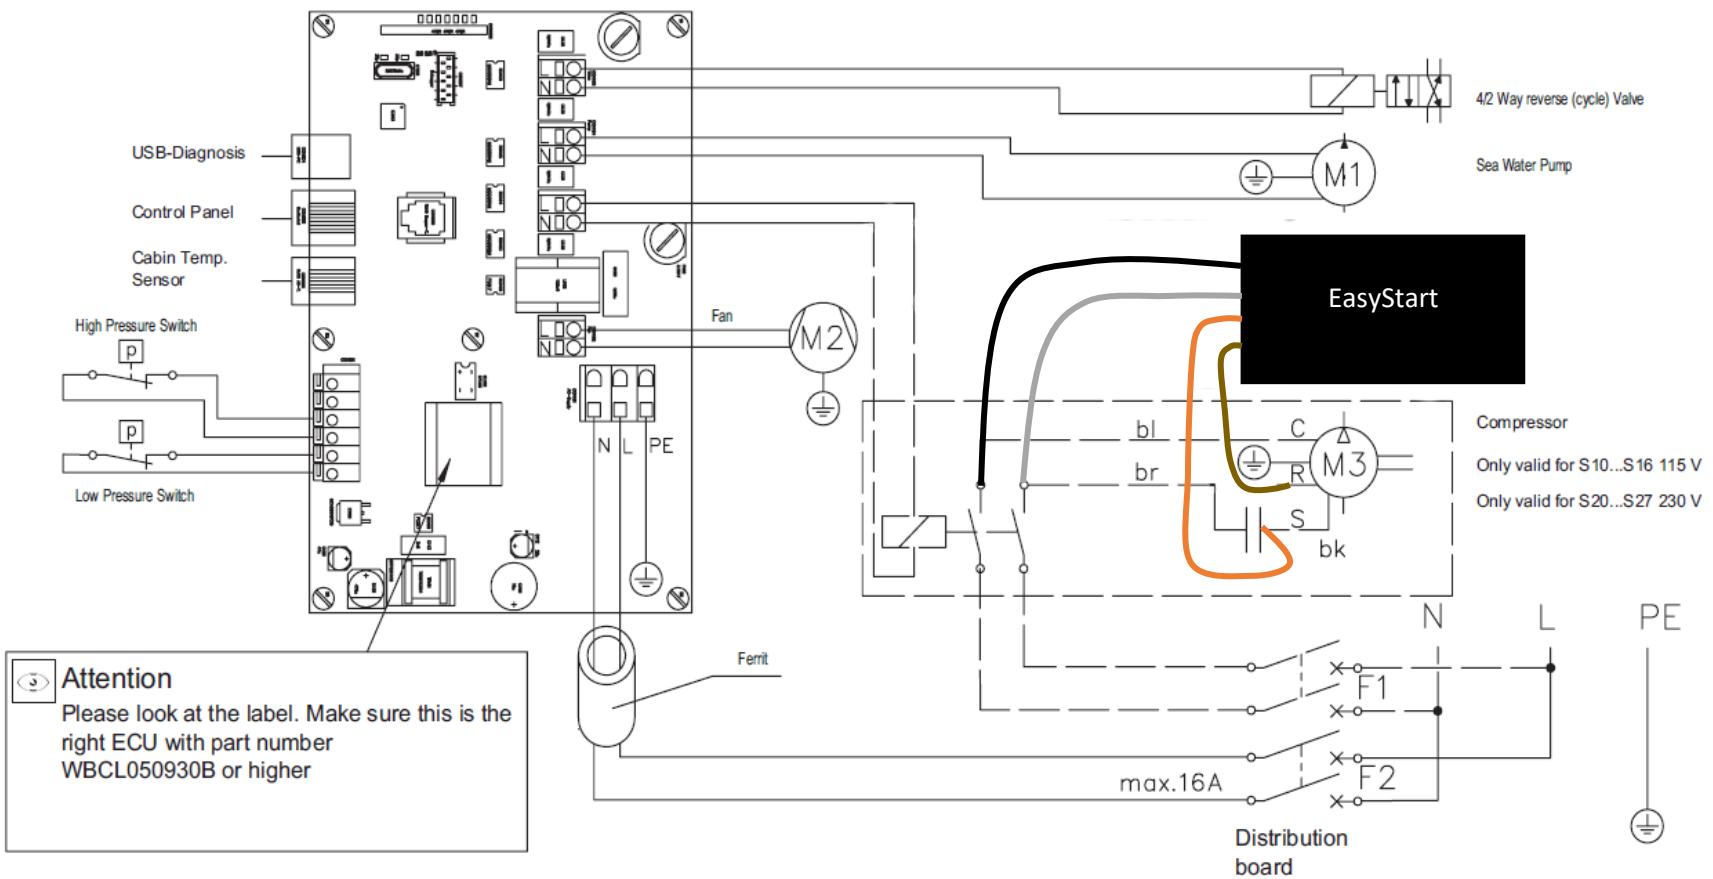 USB-Diagnosis
Control Panel
Cabin Temp.
Sensor
High Pressure Switch
p
p
Low Pressure Switch
L
N
L
N
L
N
L
N
N
L
PE
Fan
M2
4/2 Way reverse (cycle) Valve
M1
Sea Water Pump
EasyStart
bl
C
br
R
M3
S
bk
Compressor
Only valid for S10...S16 115 V
Only valid for S20...S27 230 V
N
L
PE
F1
F2
max.16A
Distribution
board
Ferrit
Attention
Please look at the label. Make sure this is the
right ECU with part number
WBCL050930B or higher